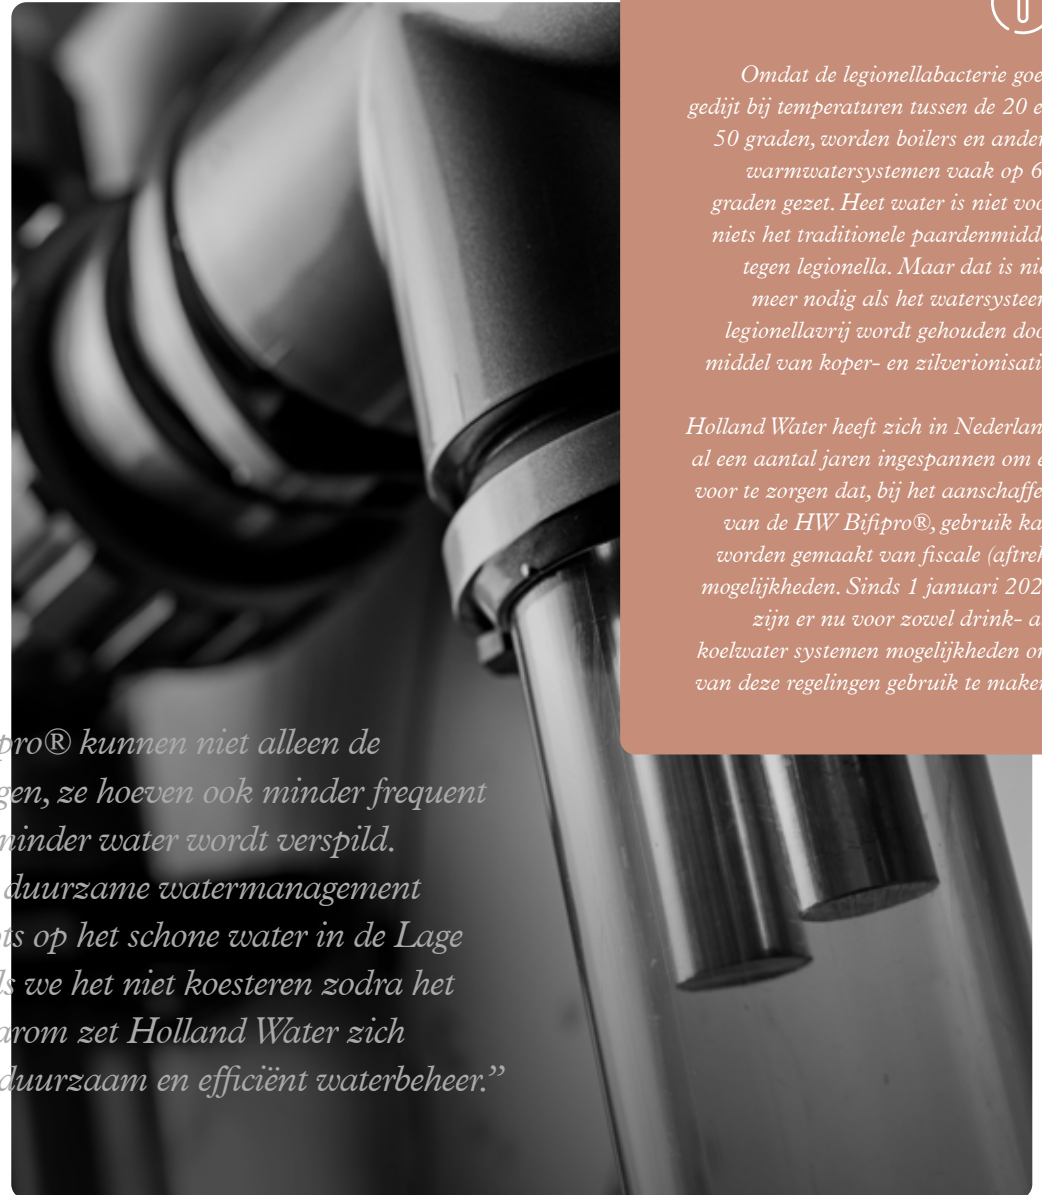 Omdat de legionellabacterie goe
gedijt bij temperaturen tussen de 20 e
50 graden, worden boilers en ander
warmwatersystemen vaak op 6
graden gezet. Heet water is niet voo
niets het traditionele paardenmidde
tegen legionella. Maar dat is nie
meer nodig als het watersysteem
legionellavrij wordt gehouden doo
middel van koper- en zilverionisati
Holland Water heeft zich in Nederlan
al een aantal jaren ingespannen om e
voor te zorgen dat, bij het aanschaffe
van de HW Bifipro®, gebruik ka
worden gemaakt van fiscale (aftrek
mogelijkheden. Sinds 1 januari 202
zijn er nu voor zowel drink- a
koelwater systemen mogelijkheden om
van deze regelingen gebruik te maken
pro® kunnen niet alleen de
gen, ze hoeven ook minder frequent
minder water wordt verspild.
duurzame watermanagement
ts op het schone water in de Lage
ls we het niet koesteren zodra het
arom zet Holland Water zich
duurzaam en efficiënt waterbeheer.”